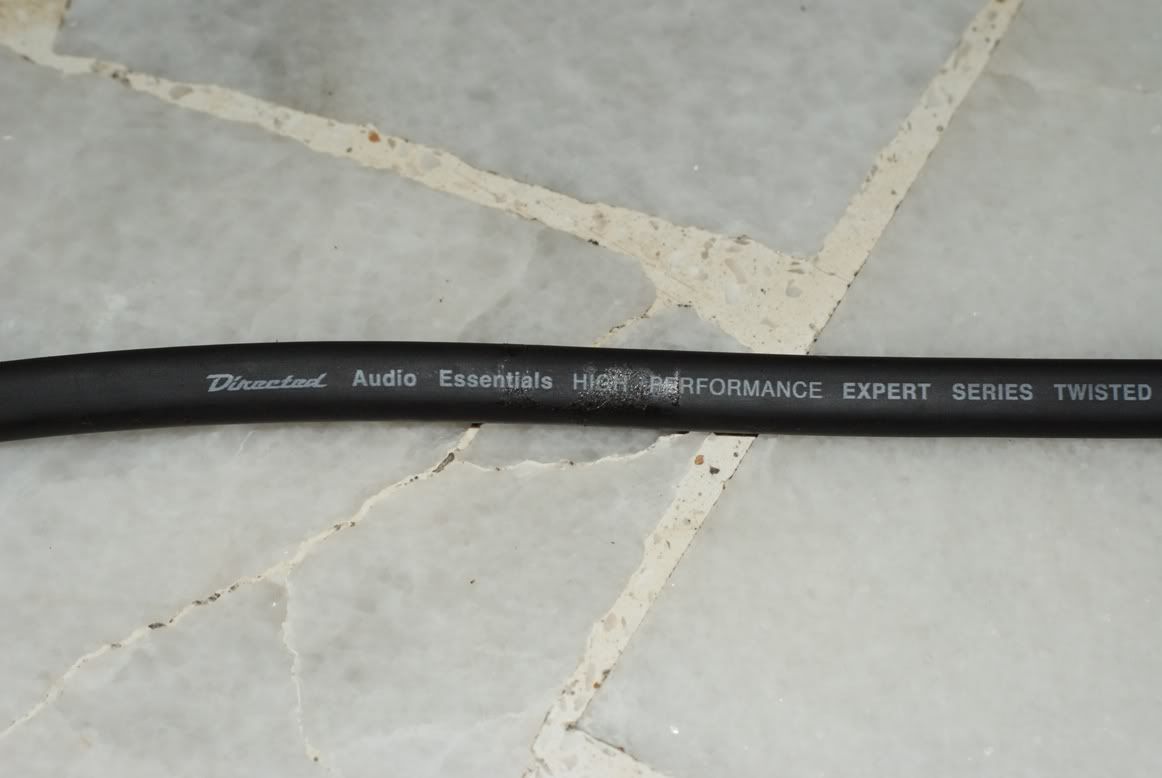 Directed Audio Essentials HIGH PERFORMANCE EXPERT SERIES TWISTED